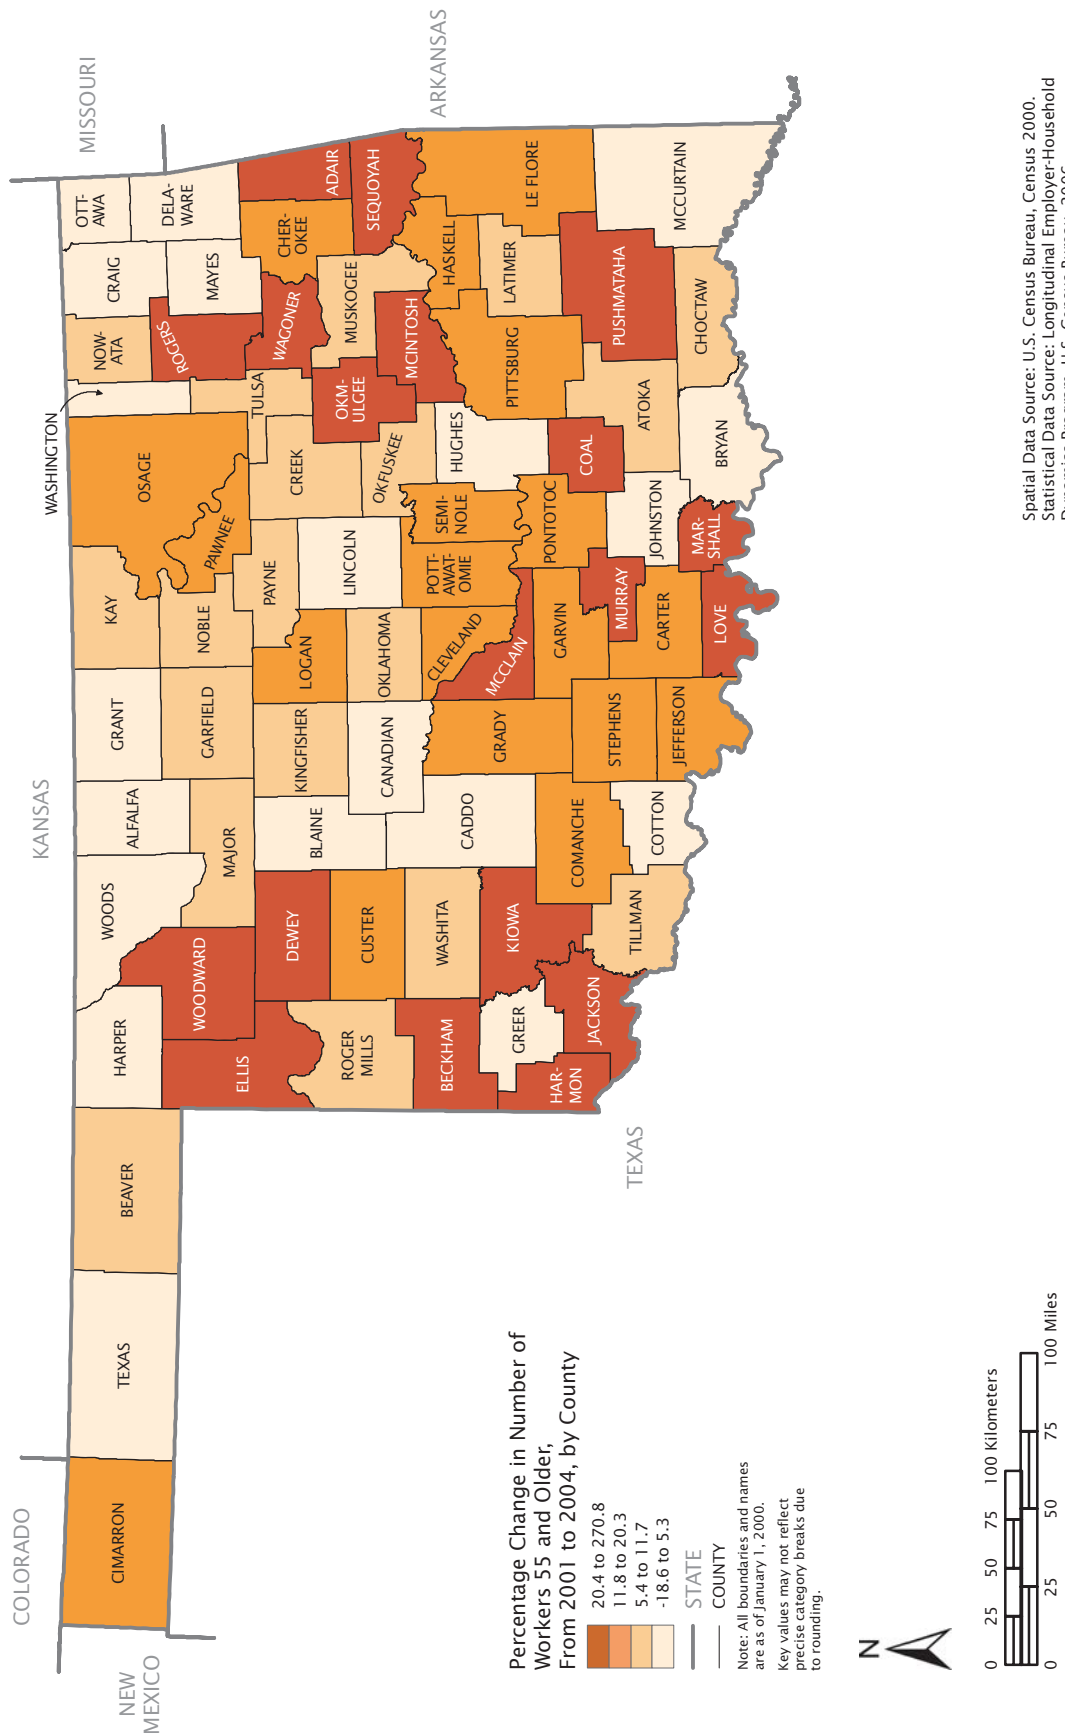 COLORADO
KANSAS
MISSOURI
NEW
MEXICO
ARKANSAS
TEXAS
CIMARRON
TEXAS
BEAVER
HARPER
WOODS
ALFALFA
GRANT
KAY
OSAGE
WASHINGTON
NOW-
ATA
CRAIG
OTT-
AWA
DELA-
WARE
MAYES
ROGERS
ELLIS
WOODWARD
MAJOR
GARFIELD
NOBLE
PAWNEE
PAYNE
TULSA
WAGONER
CHER-
OKEE
ADAIR
ROGER
MILLS
DEWEY
BLAINE
KINGFISHER
LOGAN
CREEK
LINCOLN
OKM-
ULGEE
MUSKOGEE
SEQUOYAH
CUSTER
CANADIAN
OKLAHOMA
OKFUSKEE
MCINTOSH
HASKELL
BECKHAM
WASHITA
CADDO
CLEVELAND
POTT-
AWAT-
OMIE
SEMI-
NOLE
HUGHES
PITTSBURG
LATIMER
LE FLORE
GREER
KIOWA
GRADY
MCCLAIN
GARVIN
PONTOTOC
COAL
ATOKA
PUSHMATAHA
MCCURTAIN
HAR-
MON
JACKSON
COMANCHE
STEPHENS
MURRAY
JOHNSTON
TILLMAN
COTTON
JEFFERSON
CARTER
LOVE
MAR-
SHALL
BRYAN
CHOCTAW
Percentage Change in Number of
Workers 55 and Older,
From 2001 to 2004, by County
20.4 to 270.8
11.8 to 20.3
5.4 to 11.7
-18.6 to 5.3
STATE
COUNTY
Note: All boundaries and names
are as of January 1, 2000.
Key values may not reflect
precise category breaks due
to rounding.
N
0 25 50 75 100 Kilometers
0 25 50 75 100 Miles
Spatial Data Source: U.S. Census Bureau, Census 2000.
Statistical Data Source: Longitudinal Employer-Household